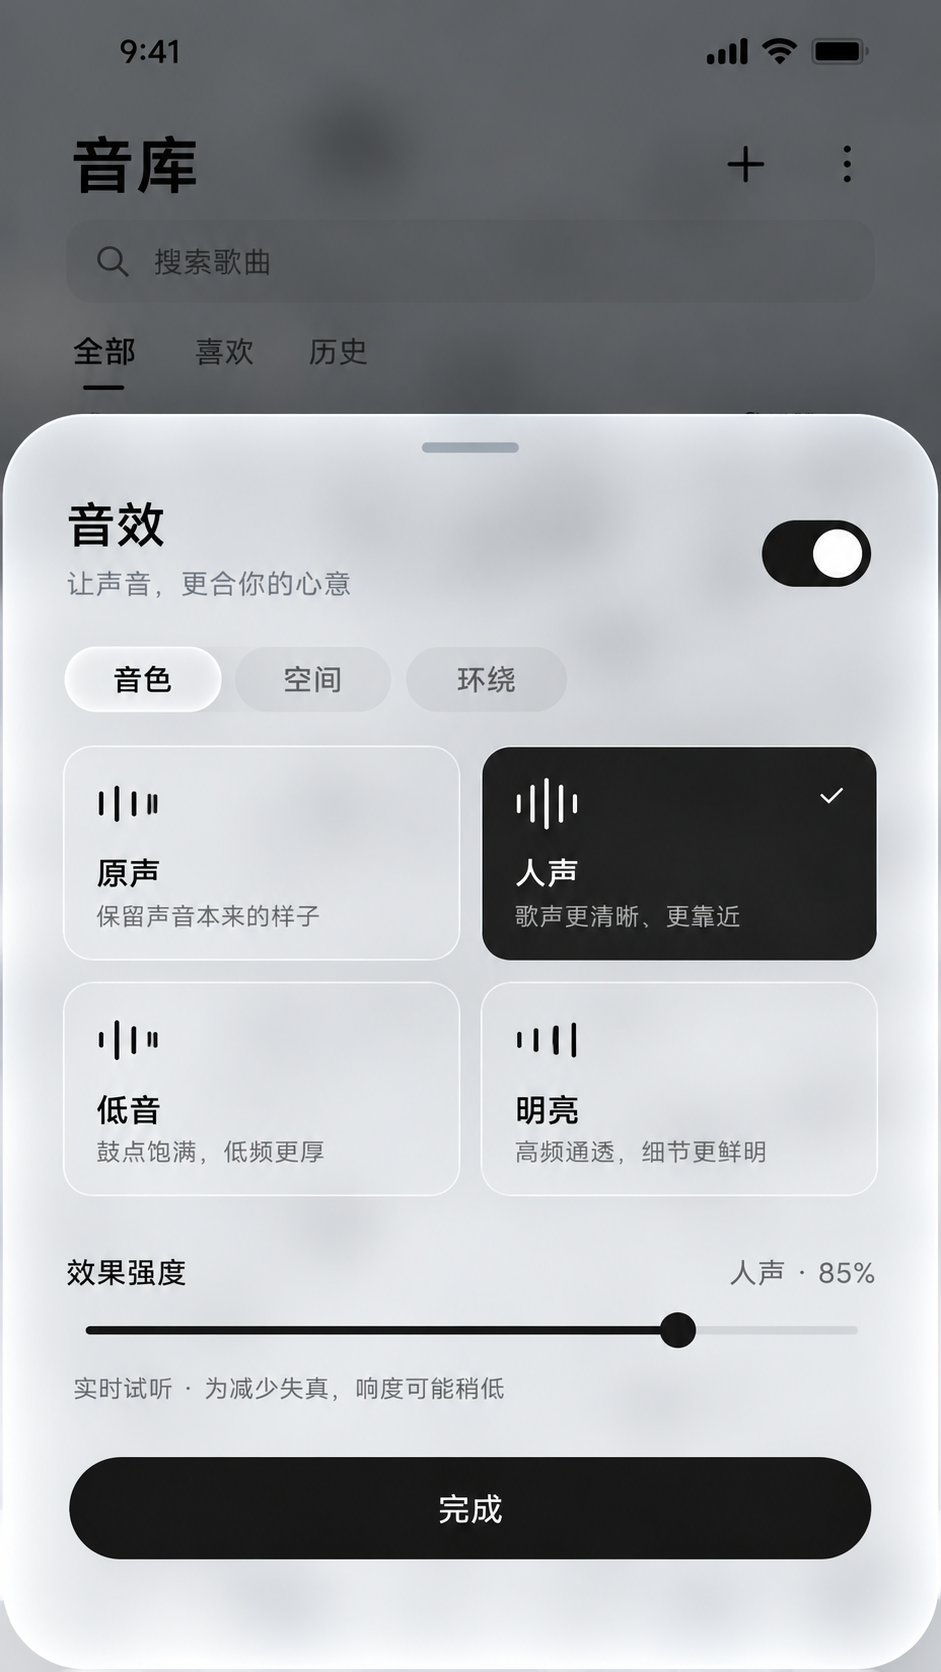 9:41
音库
搜索歌曲
全部 喜欢 历史
音效
让声音，更合你的心意
音色 空间 环绕
原声
保留声音本来的样子
人声
歌声更清晰、更靠近
低音
鼓点饱满，低频更厚
明亮
高频通透，细节更鲜明
效果强度 人声 · 85%
实时试听 · 为减少失真，响度可能稍低
完成